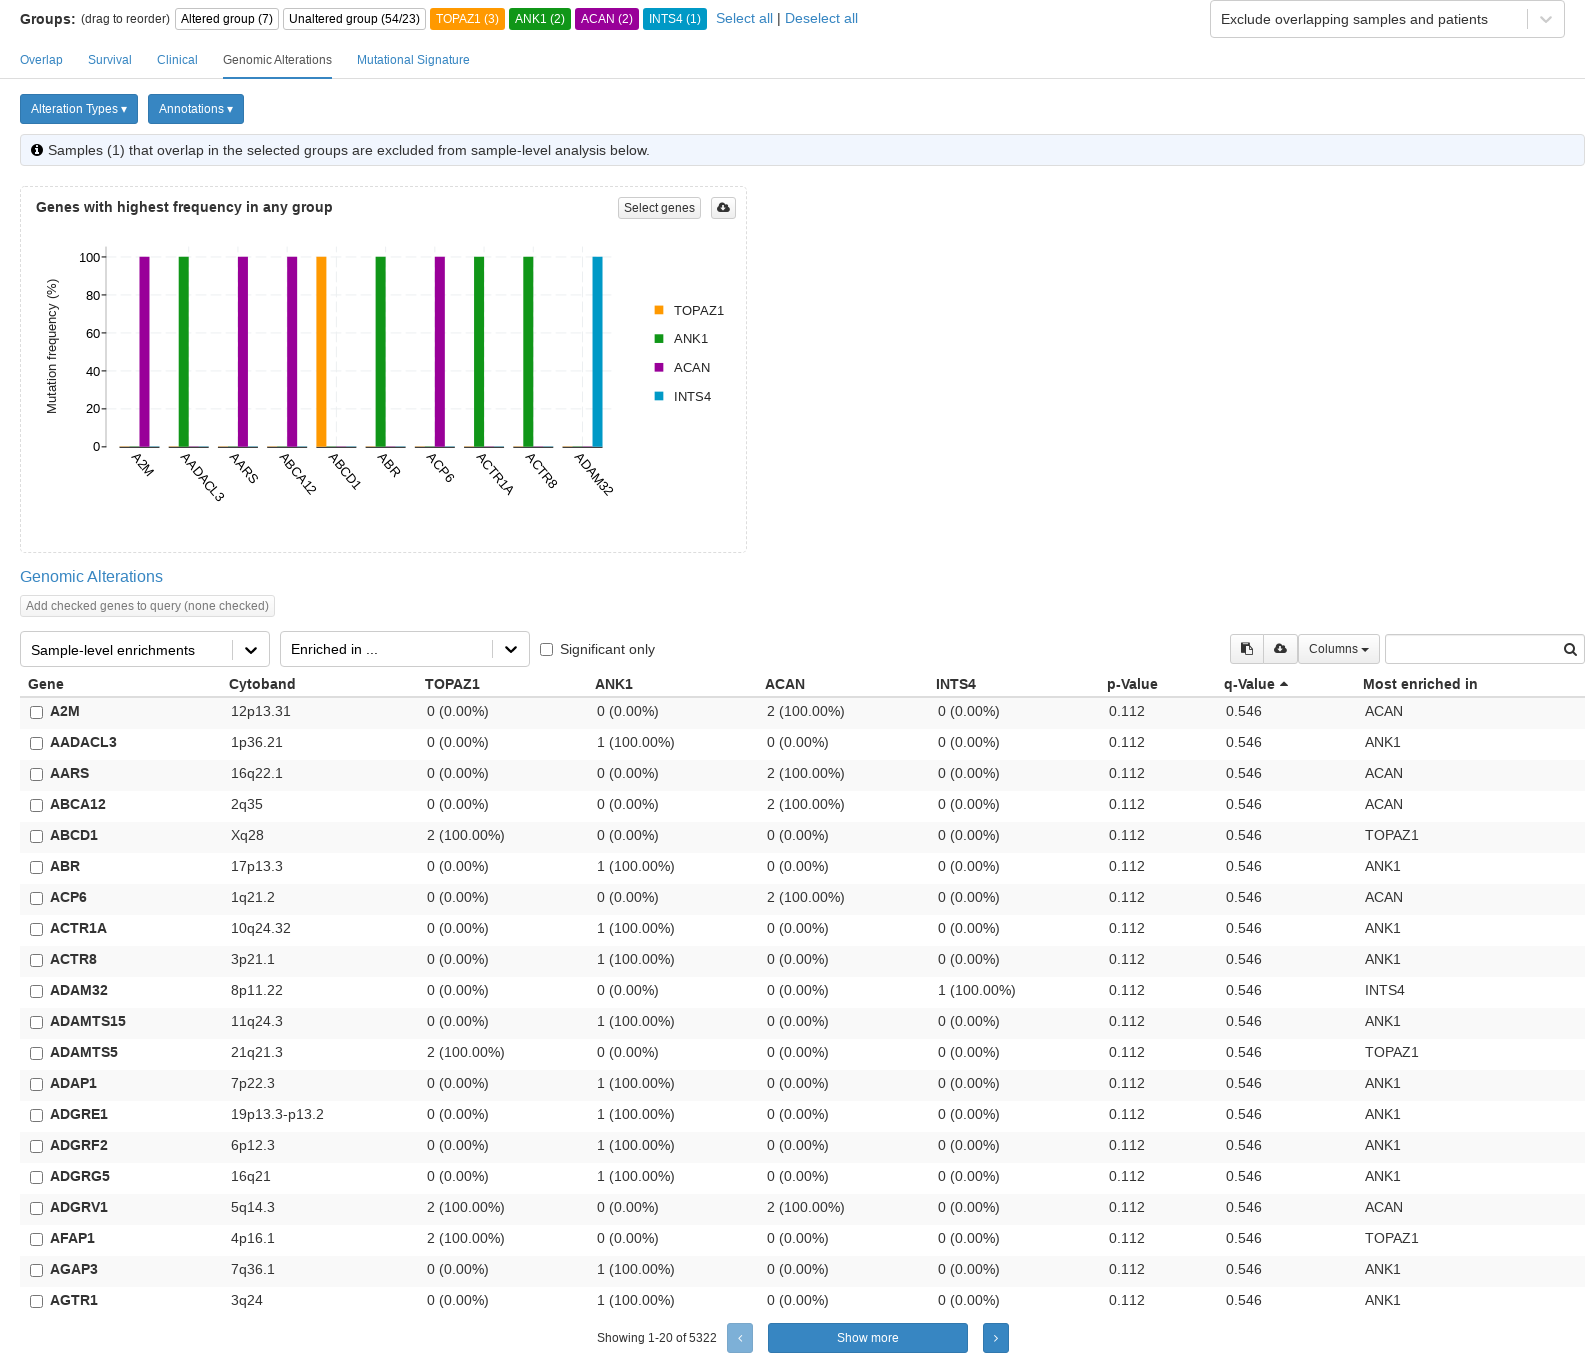 Groups: (drag to reorder) Altered group (7) Unaltered group (54/23) TOPAZ1 (3) ANK1 (2) ACAN (2) INTS4 (1) Select all | Deselect all Exclude overlapping samples and patients
Overlap Survival Clinical Genomic Alterations Mutational Signature
Alteration Types ▾ Annotations ▾
Samples (1) that overlap in the selected groups are excluded from sample-level analysis below.
Genes with highest frequency in any group Select genes
Mutation frequency (%)
100
80
60
40
20
0
A2M AADACL3 AARS ABCA12 ABCD1 ABR ACP6 ACTR1A ACTR8 ADAM32
TOPAZ1
ANK1
ACAN
INTS4
Genomic Alterations
Add checked genes to query (none checked)
Sample-level enrichments Enriched in ... Significant only Columns
Gene Cytoband TOPAZ1 ANK1 ACAN INTS4 p-Value q-Value Most enriched in
A2M 12p13.31 0 (0.00%) 0 (0.00%) 2 (100.00%) 0 (0.00%) 0.112 0.546 ACAN
AADACL3 1p36.21 0 (0.00%) 1 (100.00%) 0 (0.00%) 0 (0.00%) 0.112 0.546 ANK1
AARS 16q22.1 0 (0.00%) 0 (0.00%) 2 (100.00%) 0 (0.00%) 0.112 0.546 ACAN
ABCA12 2q35 0 (0.00%) 0 (0.00%) 2 (100.00%) 0 (0.00%) 0.112 0.546 ACAN
ABCD1 Xq28 2 (100.00%) 0 (0.00%) 0 (0.00%) 0 (0.00%) 0.112 0.546 TOPAZ1
ABR 17p13.3 0 (0.00%) 1 (100.00%) 0 (0.00%) 0 (0.00%) 0.112 0.546 ANK1
ACP6 1q21.2 0 (0.00%) 0 (0.00%) 2 (100.00%) 0 (0.00%) 0.112 0.546 ACAN
ACTR1A 10q24.32 0 (0.00%) 1 (100.00%) 0 (0.00%) 0 (0.00%) 0.112 0.546 ANK1
ACTR8 3p21.1 0 (0.00%) 1 (100.00%) 0 (0.00%) 0 (0.00%) 0.112 0.546 ANK1
ADAM32 8p11.22 0 (0.00%) 0 (0.00%) 0 (0.00%) 1 (100.00%) 0.112 0.546 INTS4
ADAMTS15 11q24.3 0 (0.00%) 1 (100.00%) 0 (0.00%) 0 (0.00%) 0.112 0.546 ANK1
ADAMTS5 21q21.3 2 (100.00%) 0 (0.00%) 0 (0.00%) 0 (0.00%) 0.112 0.546 TOPAZ1
ADAP1 7p22.3 0 (0.00%) 1 (100.00%) 0 (0.00%) 0 (0.00%) 0.112 0.546 ANK1
ADGRE1 19p13.3-p13.2 0 (0.00%) 1 (100.00%) 0 (0.00%) 0 (0.00%) 0.112 0.546 ANK1
ADGRF2 6p12.3 0 (0.00%) 1 (100.00%) 0 (0.00%) 0 (0.00%) 0.112 0.546 ANK1
ADGRG5 16q21 0 (0.00%) 1 (100.00%) 0 (0.00%) 0 (0.00%) 0.112 0.546 ANK1
ADGRV1 5q14.3 2 (100.00%) 0 (0.00%) 2 (100.00%) 0 (0.00%) 0.112 0.546 ACAN
AFAP1 4p16.1 2 (100.00%) 0 (0.00%) 0 (0.00%) 0 (0.00%) 0.112 0.546 TOPAZ1
AGAP3 7q36.1 0 (0.00%) 1 (100.00%) 0 (0.00%) 0 (0.00%) 0.112 0.546 ANK1
AGTR1 3q24 0 (0.00%) 1 (100.00%) 0 (0.00%) 0 (0.00%) 0.112 0.546 ANK1
Showing 1-20 of 5322 ‹ Show more ›